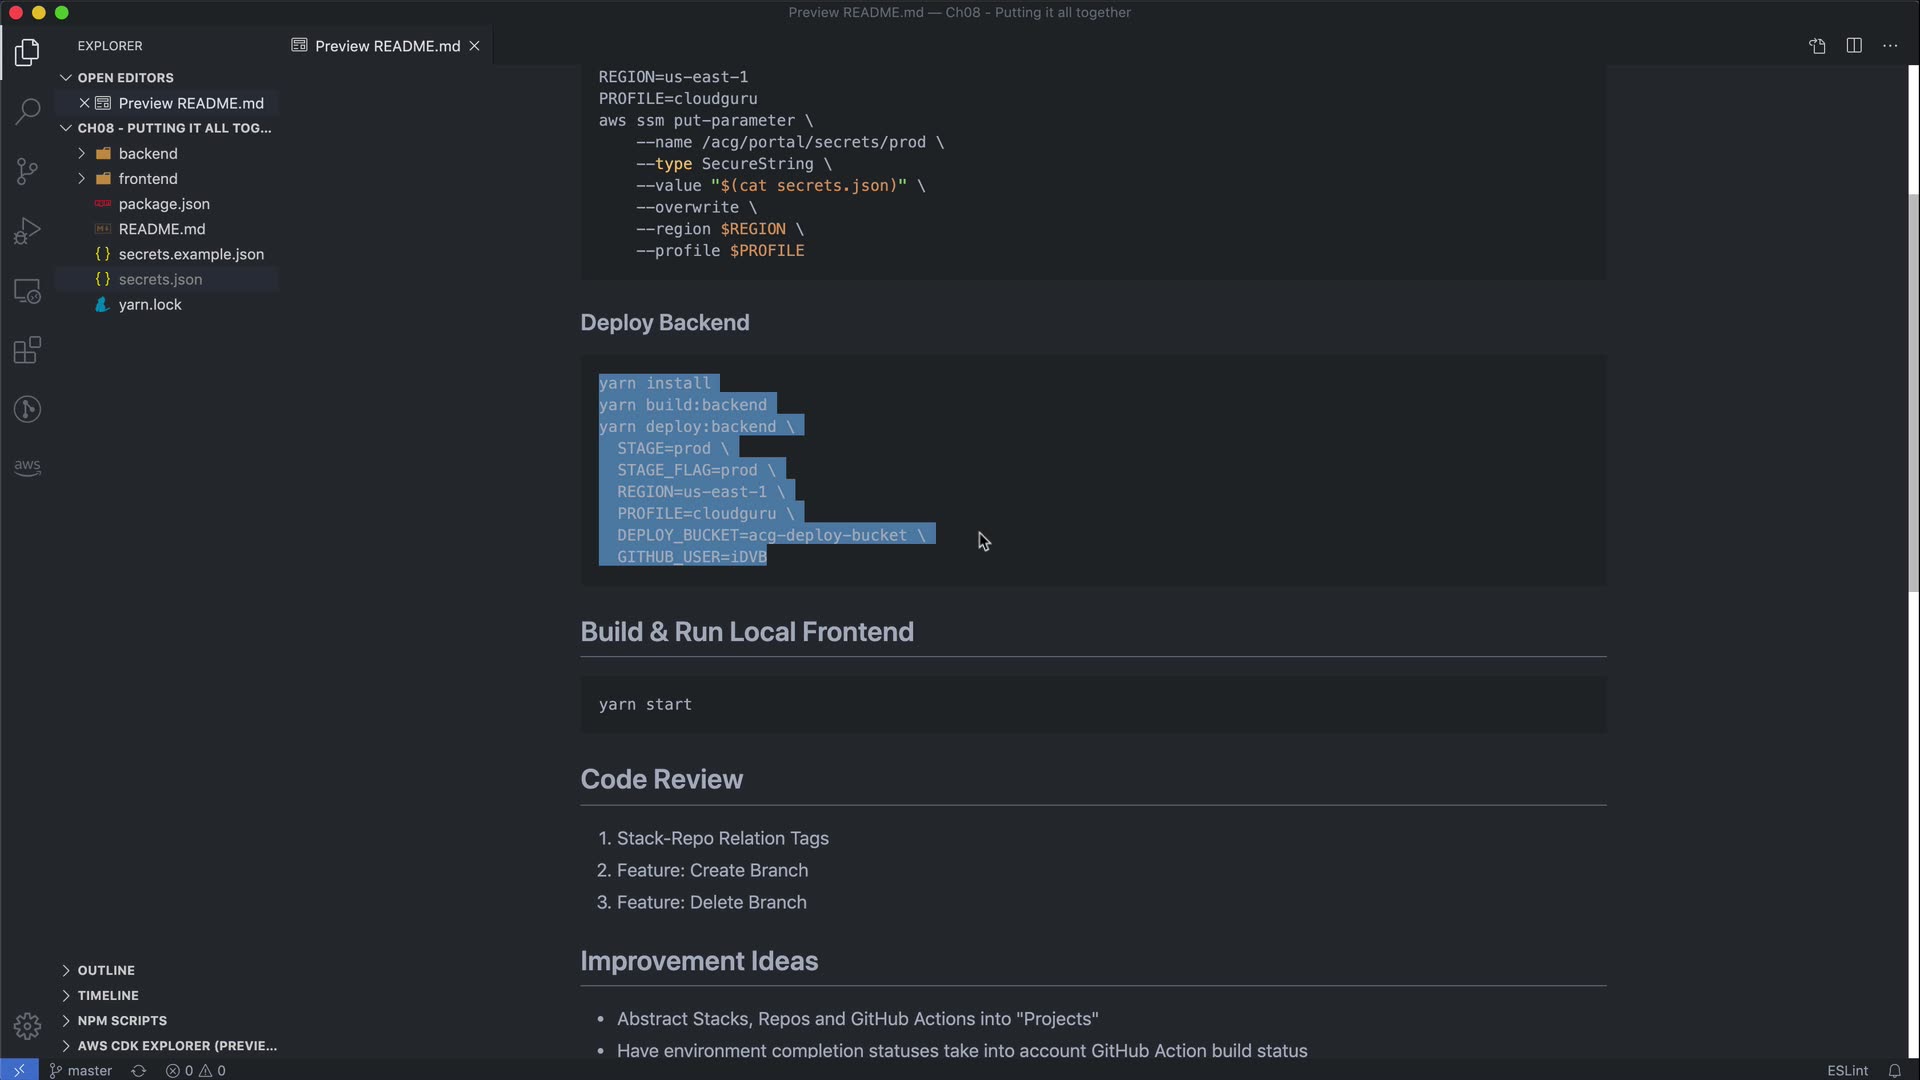 Preview README.md — Ch08 - Putting it all together
EXPLORER
Preview README.md
OPEN EDITORS
Preview README.md
CH08 - PUTTING IT ALL TOG...
backend
frontend
package.json
README.md
secrets.example.json
secrets.json
yarn.lock
aws
REGION=us-east-1
PROFILE=cloudguru
aws ssm put-parameter \
--name /acg/portal/secrets/prod \
--type SecureString \
--value "$(cat secrets.json)" \
--overwrite \
--region $REGION \
--profile $PROFILE
Deploy Backend
yarn install
yarn build:backend
yarn deploy:backend \
STAGE=prod \
STAGE_FLAG=prod \
REGION=us-east-1 \
PROFILE=cloudguru \
DEPLOY_BUCKET=acg-deploy-bucket \
GITHUB_USER=iDVB
Build & Run Local Frontend
yarn start
Code Review
1. Stack-Repo Relation Tags
2. Feature: Create Branch
3. Feature: Delete Branch
Improvement Ideas
• Abstract Stacks, Repos and GitHub Actions into "Projects"
• Have environment completion statuses take into account GitHub Action build status
OUTLINE
TIMELINE
NPM SCRIPTS
AWS CDK EXPLORER (PREVIE...
master 0 0 ESLint